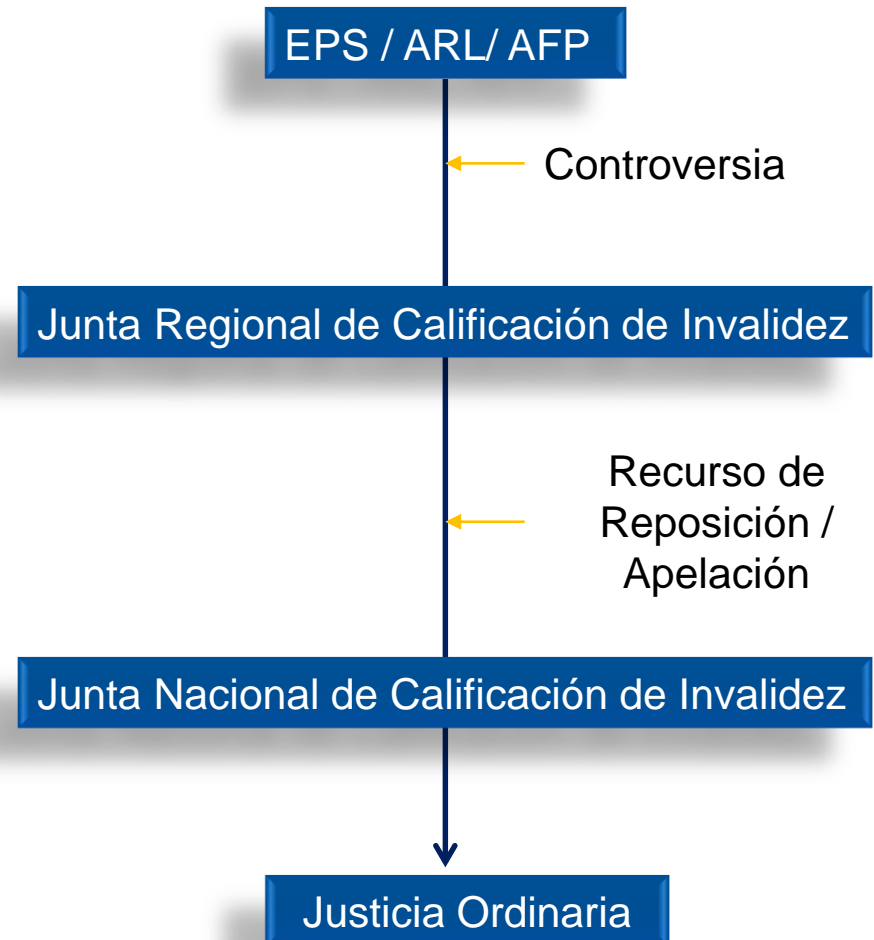 EPS / ARL/ AFP
Controversia
Junta Regional de Calificación de Invalidez
Recurso de
Reposición /
Apelación
Junta Nacional de Calificación de Invalidez
Justicia Ordinaria